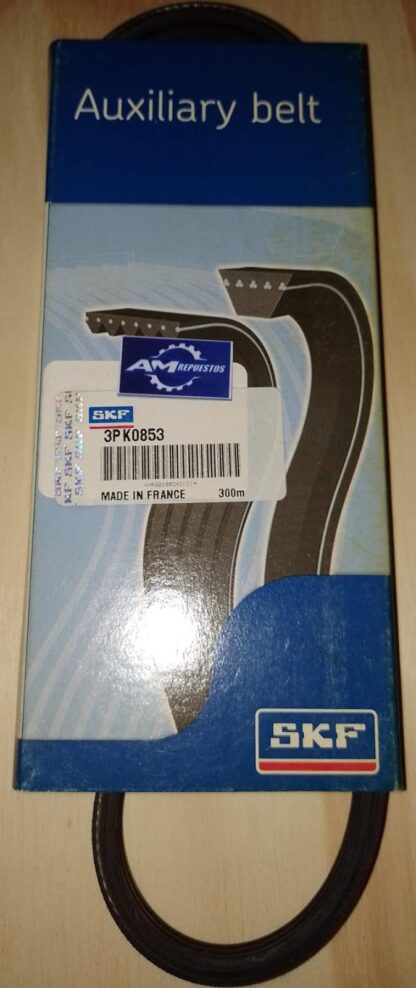 Auxiliary belt
AM REPUESTOS
SKF
3PK0853
MADE IN FRANCE 300m
SKF